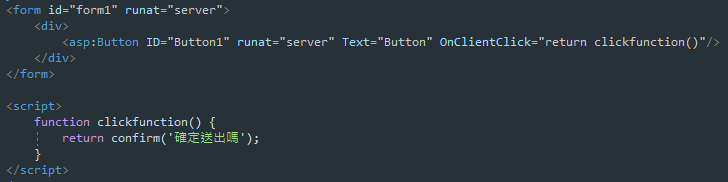 <form id="form1" runat="server">
<div>
<asp:Button ID="Button1" runat="server" Text="Button" OnClientClick="return clickfunction()"/>
</div>
</form>
<script>
function clickfunction() {
return confirm('確定送出嗎');
}
</script>